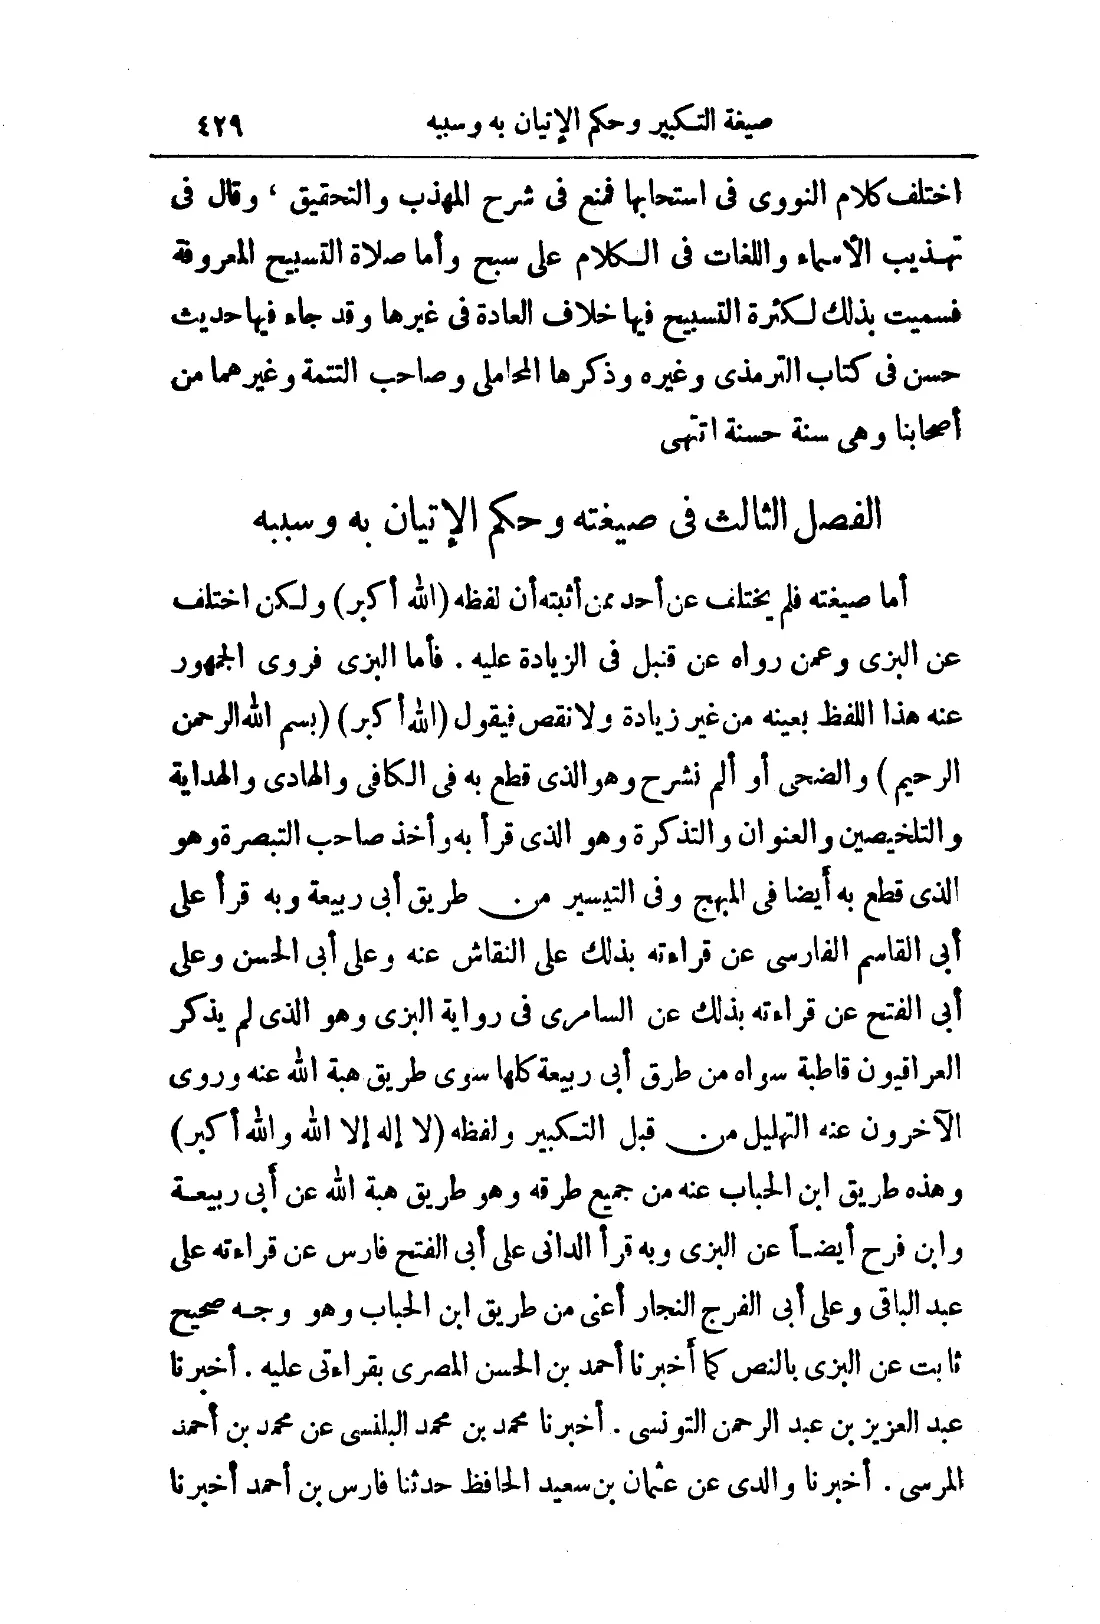 صيغة التكبير وحكم الإتيان به وسببه ٤٢٩
اختلف كلام النووى فى استحبابها فمنع فى شرح المهذب والتحقيق ، وقال فى
تهذيب الأسماء واللغات فى الكلام على سبح وأما صلاة التسبيح المعروفة
فسميت بذلك لكثرة التسبيح فيها خلاف العادة فى غيرها وقد جاء فيها حديث
حسن فى كتاب الترمذى وغيره وذكرها المحاملى وصاحب التتمة وغيرهما من
أصحابنا وهى سنة حسنة انتهى
الفصل الثالث فى صيغته وحكم الإتيان به وسببه
أما صيغته فلم يختلف عن أحد ممن أثبته أن لفظه (الله أكبر) ولكن اختلف
عن البزى وعمن رواه عن قنبل فى الزيادة عليه . فأما البزى فروى الجمهور
عنه هذا اللفظ بعينه من غير زيادة ولا نقص فيقول (الله أكبر) (بسم الله الرحمن
الرحيم) والضحى أو ألم نشرح وهو الذى قطع به فى الكافى والهادى والهداية
والتلخيصين والعنوان والتذكرة وهو الذى قرأ به وأخذ صاحب التبصرة وهو
الذى قطع به أيضا فى المبهج وفى التيسير من طريق أبى ربيعة وبه قرأ على
أبى القاسم الفارسى عن قراءته بذلك على النقاش عنه وعلى أبى الحسن وعلى
أبى الفتح عن قراءته بذلك عن السامرى فى رواية البزى وهو الذى لم يذكر
العراقيون قاطبة سواه من طرق أبى ربيعة كلها سوى طريق هبة الله عنه وروى
الآخرون عنه التهليل من قبل التكبير ولفظه (لا إله إلا الله والله أكبر)
وهذه طريق ابن الحباب عنه من جميع طرقه وهو طريق هبة الله عن أبى ربيعة
وابن فرح أيضاً عن البزى وبه قرأ الدانى على أبى الفتح فارس عن قراءته على
عبد الباقى وعلى أبى الفرج النجار أعنى من طريق ابن الحباب وهو وجه صحيح
ثابت عن البزى بالنص كما أخبرنا أحمد بن الحسن المصرى بقراءتى عليه . أخبرنا
عبد العزيز بن عبد الرحمن التونسى . أخبرنا محمد بن محمد البلنسى عن محمد بن أحمد
المرسى . أخبرنا والدى عن عثمان بن سعيد الحافظ حدثنا فارس بن أحمد أخبرنا